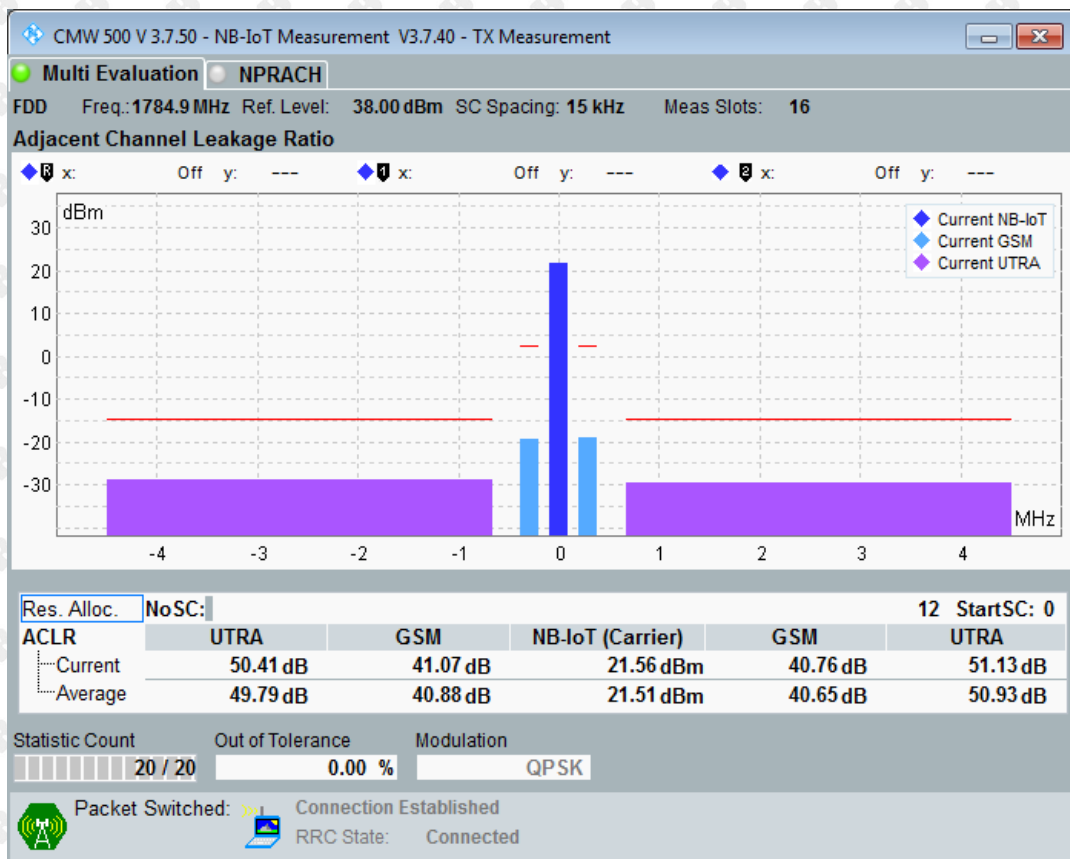 CMW 500 V 3.7.50 - NB-IoT Measurement V3.7.40 - TX Measurement
Multi Evaluation NPRACH
FDD Freq.: 1784.9 MHz Ref. Level: 38.00 dBm SC Spacing: 15 kHz Meas Slots: 16
Adjacent Channel Leakage Ratio
R x: Off y: --- 1 x: Off y: --- 2 x: Off y: ---
dBm
Current NB-IoT
Current GSM
Current UTRA
30
20
10
0
-10
-20
-30
MHz
-4 -3 -2 -1 0 1 2 3 4
Res. Alloc. NoSC: 12 StartSC: 0
ACLR UTRA GSM NB-IoT (Carrier) GSM UTRA
Current 50.41 dB 41.07 dB 21.56 dBm 40.76 dB 51.13 dB
Average 49.79 dB 40.88 dB 21.51 dBm 40.65 dB 50.93 dB
Statistic Count Out of Tolerance Modulation
20 / 20 0.00 % QPSK
Packet Switched: Connection Established
RRC State: Connected